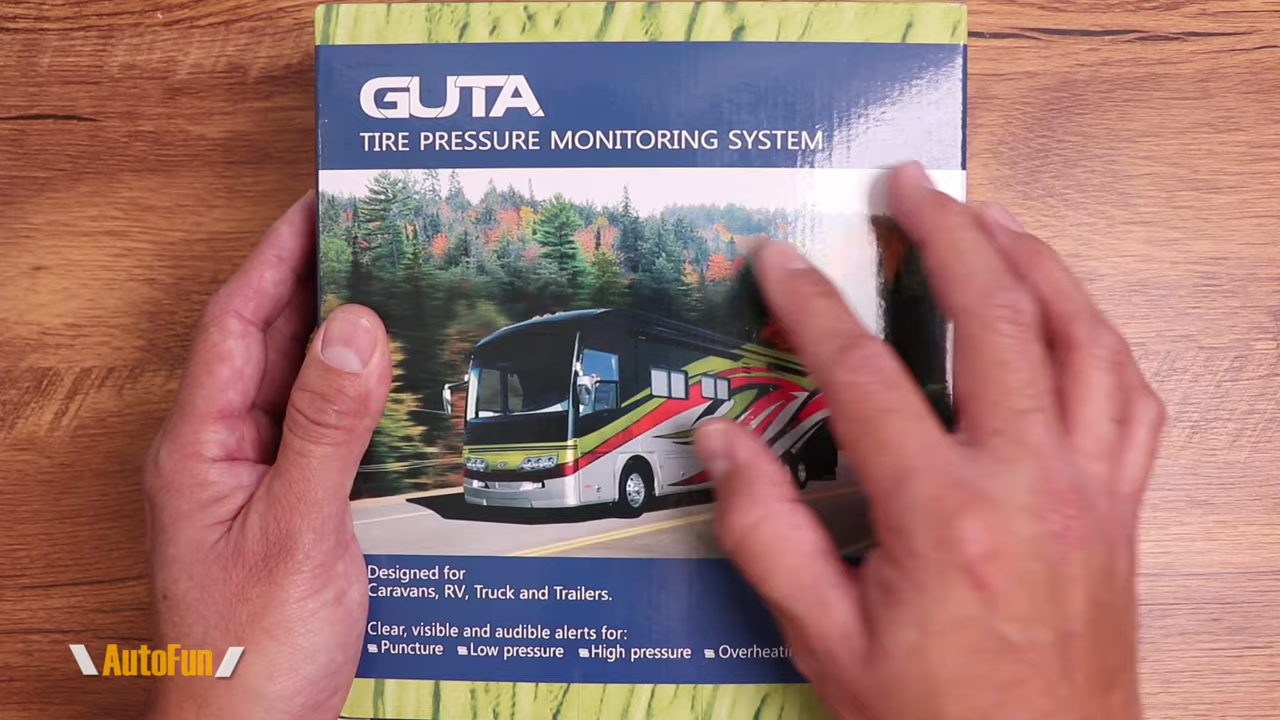 GUTA
TIRE PRESSURE MONITORING SYSTEM
Designed for
Caravans, RV, Truck and Trailers.
Clear, visible and audible alerts for:
Puncture Low pressure High pressure
AutoFun